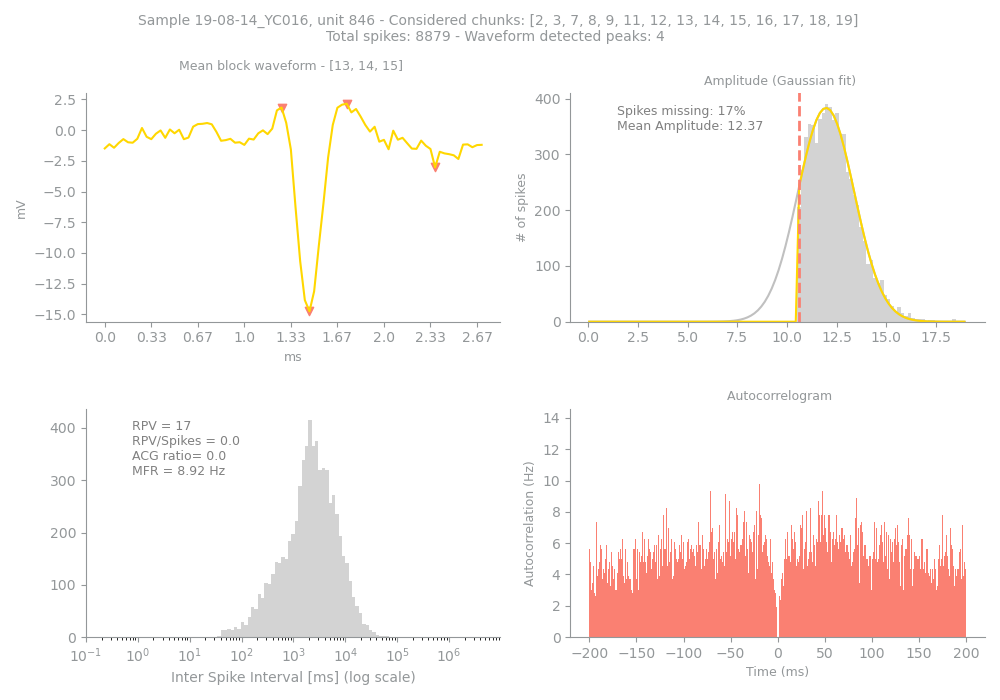 Sample 19-08-14_YC016, unit 846 - Considered chunks: [2, 3, 7, 8, 9, 11, 12, 13, 14, 15, 16, 17, 18, 19]
Total spikes: 8879 - Waveform detected peaks: 4
Mean block waveform - [13, 14, 15]
2.5
0.0
−2.5
−5.0
−7.5
−10.0
−12.5
−15.0
mV
0.0 0.33 0.67 1.0 1.33 1.67 2.0 2.33 2.67
ms
Amplitude (Gaussian fit)
Spikes missing: 17%
Mean Amplitude: 12.37
400
300
200
100
0
# of spikes
0.0 2.5 5.0 7.5 10.0 12.5 15.0 17.5
RPV = 17
RPV/Spikes = 0.0
ACG ratio= 0.0
MFR = 8.92 Hz
400
300
200
100
0
10⁻¹ 10⁰ 10¹ 10² 10³ 10⁴ 10⁵ 10⁶
Inter Spike Interval [ms] (log scale)
Autocorrelogram
14
12
10
8
6
4
2
0
Autocorrelation (Hz)
−200 −150 −100 −50 0 50 100 150 200
Time (ms)